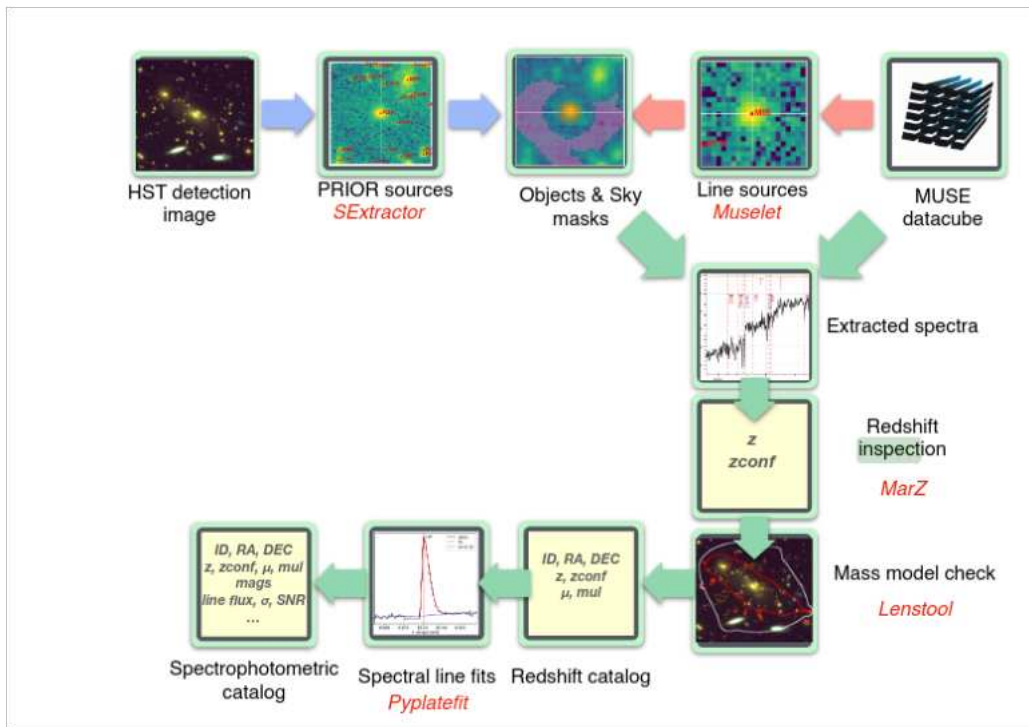 HST detection
image
PRIOR sources
SExtractor
Objects & Sky
masks
Line sources
Muselet
MUSE
datacube
Extracted spectra
z
zconf
Redshift
inspection
MarZ
Mass model check
Lenstool
ID, RA, DEC
z, zconf
μ, mul
Redshift catalog
Spectral line fits
Pyplatefit
ID, RA, DEC
z, zconf, μ, mul
mags
line flux, σ, SNR
...
Spectrophotometric
catalog